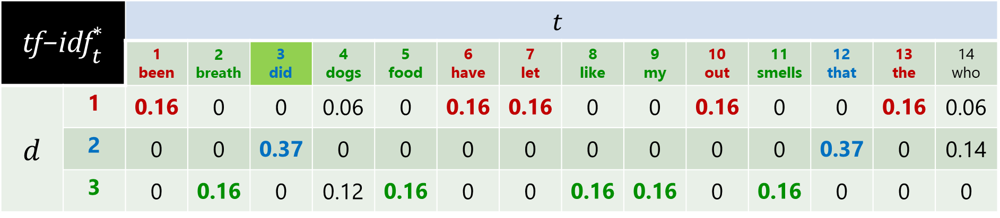 tf−idf*t
t
1 2 3 4 5 6 7 8 9 10 11 12 13 14
been breath did dogs food have let like my out smells that the who
d
1 0.16 0 0 0.06 0 0.16 0.16 0 0 0.16 0 0 0.16 0.06
2 0 0 0.37 0 0 0 0 0 0 0 0 0.37 0 0.14
3 0 0.16 0 0.12 0.16 0 0 0.16 0.16 0 0.16 0 0 0